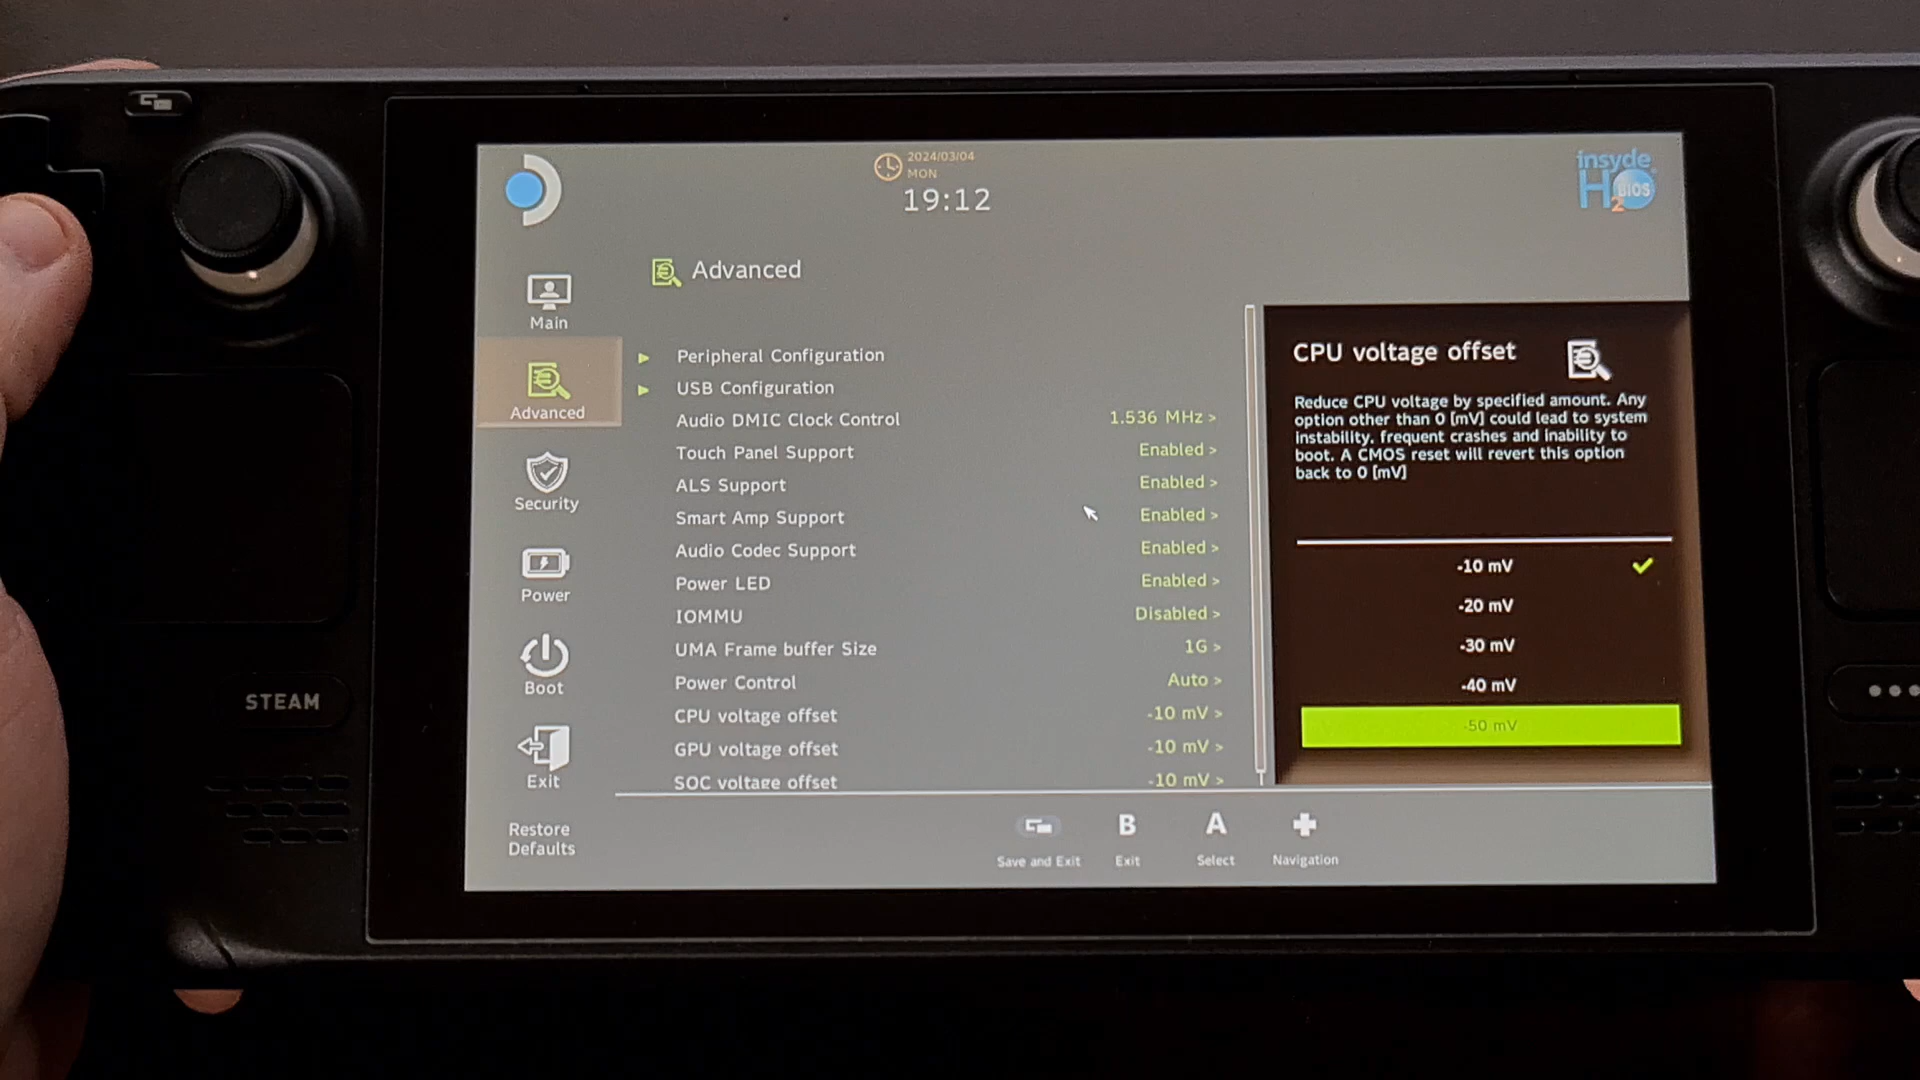 2024/03/04
MON
19:12
insyde
H2
BIOS
Advanced
Main
Advanced
Security
Power
Boot
Exit
Restore
Defaults
Peripheral Configuration
USB Configuration
Audio DMIC Clock Control 1.536 MHz >
Touch Panel Support Enabled >
ALS Support Enabled >
Smart Amp Support Enabled >
Audio Codec Support Enabled >
Power LED Enabled >
IOMMU Disabled >
UMA Frame buffer Size 1G >
Power Control Auto >
CPU voltage offset -10 mV >
GPU voltage offset -10 mV >
SOC voltage offset -10 mV >
CPU voltage offset
Reduce CPU voltage by specified amount. Any
option other than 0 [mV] could lead to system
instability, frequent crashes and inability to
boot. A CMOS reset will revert this option
back to 0 [mV]
-10 mV
-20 mV
-30 mV
-40 mV
-50 mV
B
A
Save and Exit
Exit
Select
Navigation
STEAM